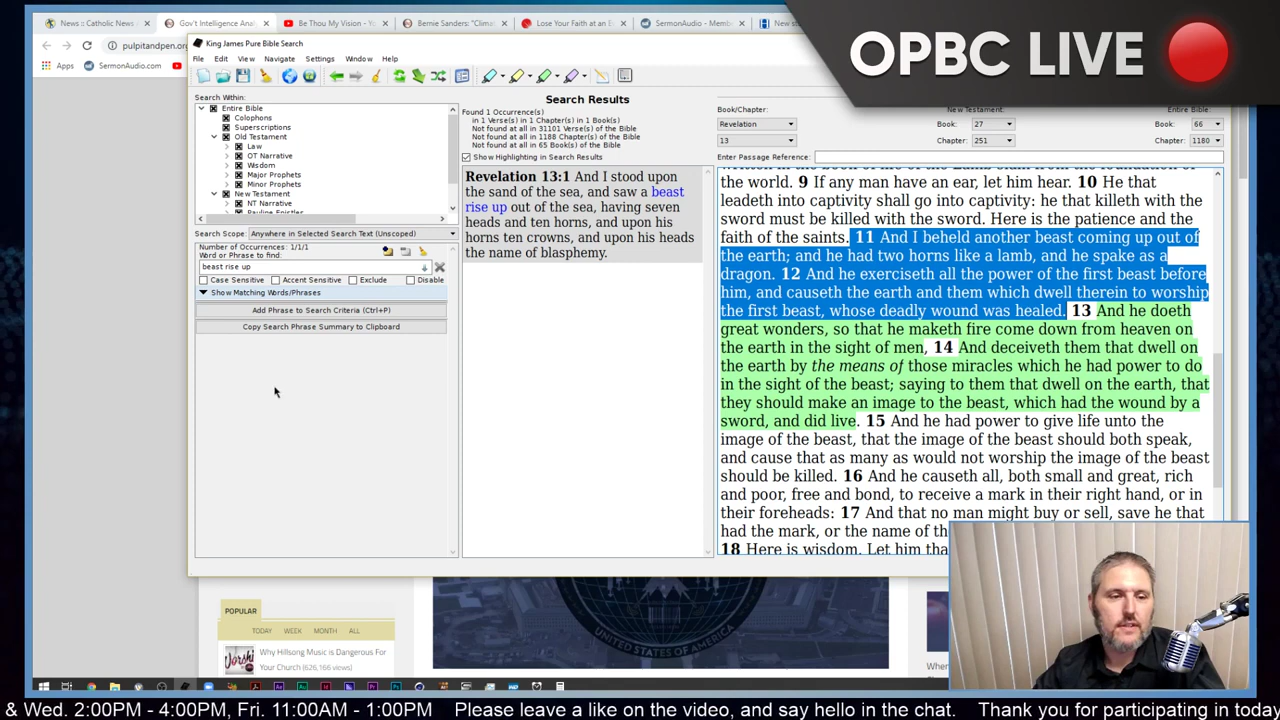 News :: Catholic News
Gov't Intelligence Anal
Be Thou My Vision - Yo
Bernie Sanders: "Climat
Lose Your Faith at an E
SermonAudio - Membe
New st
pulpitandpen.org
Apps SermonAudio.com
OPBC LIVE
King James Pure Bible Search
File Edit View Navigate Settings Window Help
Search Within:
Entire Bible
Colophons
Superscriptions
Old Testament
Law
OT Narrative
Wisdom
Major Prophets
Minor Prophets
New Testament
NT Narrative
Pauline Epistles
Search Scope: Anywhere in Selected Search Text (Unscoped)
Number of Occurrences: 1/1/1
Word or Phrase to find:
beast rise up
Case Sensitive Accent Sensitive Exclude Disable
Show Matching Words/Phrases
Add Phrase to Search Criteria (Ctrl+P)
Copy Search Phrase Summary to Clipboard
Search Results
Found 1 Occurrence(s)
in 1 Verse(s) in 1 Chapter(s) in 1 Book(s)
Not found at all in 31101 Verse(s) of the Bible
Not found at all in 1188 Chapter(s) of the Bible
Not found at all in 65 Book(s) of the Bible
Show Highlighting in Search Results
Revelation 13:1 And I stood upon
the sand of the sea, and saw a beast
rise up out of the sea, having seven
heads and ten horns, and upon his
horns ten crowns, and upon his heads
the name of blasphemy.
Book/Chapter: New Testament Entire Bible:
Revelation Book: 27 Book: 66
13 Chapter: 251 Chapter: 1180
Enter Passage Reference:
the world. 9 If any man have an ear, let him hear. 10 He that
leadeth into captivity shall go into captivity: he that killeth with the
sword must be killed with the sword. Here is the patience and the
faith of the saints. 11 And I beheld another beast coming up out of
the earth; and he had two horns like a lamb, and he spake as a
dragon. 12 And he exerciseth all the power of the first beast before
him, and causeth the earth and them which dwell therein to worship
the first beast, whose deadly wound was healed. 13 And he doeth
great wonders, so that he maketh fire come down from heaven on
the earth in the sight of men, 14 And deceiveth them that dwell on
the earth by the means of those miracles which he had power to do
in the sight of the beast; saying to them that dwell on the earth, that
they should make an image to the beast, which had the wound by a
sword, and did live. 15 And he had power to give life unto the
image of the beast, that the image of the beast should both speak,
and cause that as many as would not worship the image of the beast
should be killed. 16 And he causeth all, both small and great, rich
and poor, free and bond, to receive a mark in their right hand, or in
their foreheads: 17 And that no man might buy or sell, save he that
had the mark, or the name of th
18 Here is wisdom. Let him tha
POPULAR
TODAY WEEK MONTH ALL
Why Hillsong Music is Dangerous For
Your Church (626,166 views)
UNITED STATES OF AMERICA
Wher
& Wed. 2:00PM - 4:00PM, Fri. 11:00AM - 1:00PM Please leave a like on the video, and say hello in the chat. Thank you for participating in today